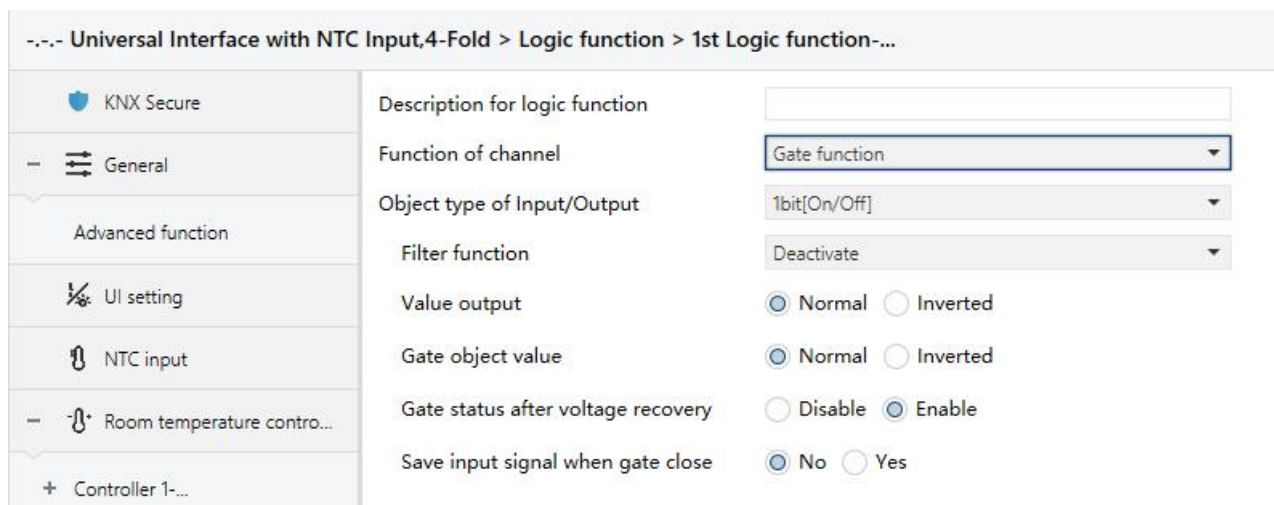 -.-.- Universal Interface with NTC Input,4-Fold > Logic function > 1st Logic function-...
KNX Secure
General
Advanced function
UI setting
NTC input
Room temperature contro...
Controller 1-...
Description for logic function
Function of channel Gate function
Object type of Input/Output 1bit[On/Off]
Filter function Deactivate
Value output Normal Inverted
Gate object value Normal Inverted
Gate status after voltage recovery Disable Enable
Save input signal when gate close No Yes